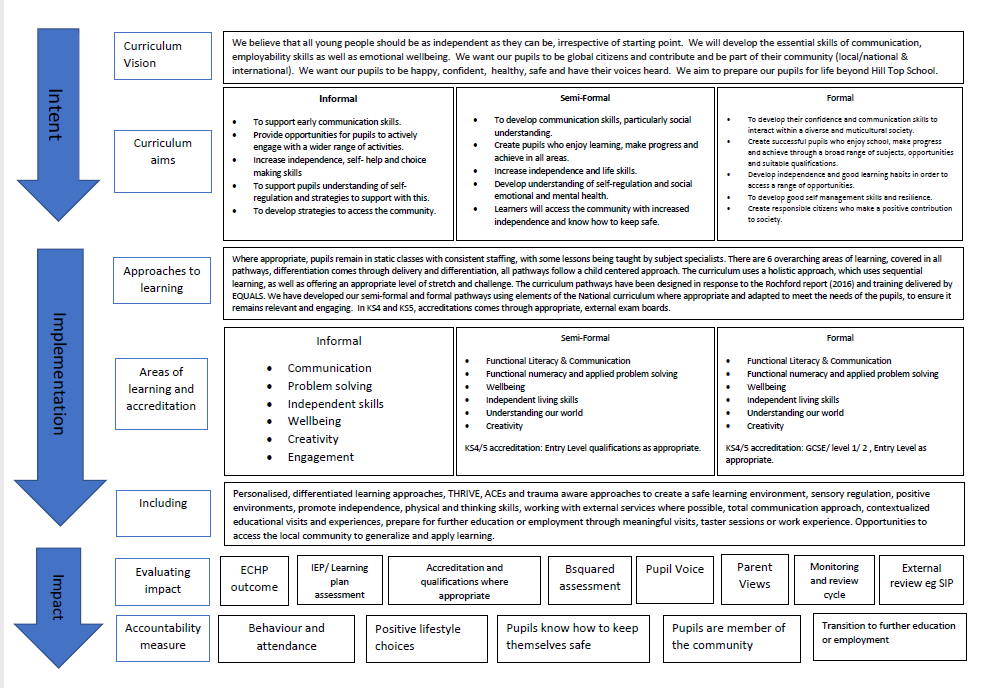 Intent
Curriculum
Vision
We believe that all young people should be as independent as they can be, irrespective of starting point. We will develop the essential skills of communication,
employability skills as well as emotional wellbeing. We want our pupils to be global citizens and contribute and be part of their community (local/national &
international). We want our pupils to be happy, confident, healthy, safe and have their voices heard. We aim to prepare our pupils for life beyond Hill Top School.
Curriculum
aims
Informal
• To support early communication skills.
• Provide opportunities for pupils to actively
engage with a wider range of activities.
• Increase independence, self- help and choice
making skills
• To support pupils understanding of self-
regulation and strategies to support with this.
• To develop strategies to access the community.
Semi-Formal
• To develop communication skills, particularly social
understanding.
• Create pupils who enjoy learning, make progress and
achieve in all areas.
• Increase independence and life skills.
• Develop understanding of self-regulation and social
emotional and mental health.
• Learners will access the community with increased
independence and know how to keep safe.
Formal
• To develop their confidence and communication skills to
interact within a diverse and muticultural society.
• Create successful pupils who enjoy school, make progress
and achieve through a broad range of subjects, opportunities
and suitable qualifications.
• Develop independence and good learning habits in order to
access a range of opportunities.
• To develop good self management skills and resilience.
• Create responsible citizens who make a positive contribution
to society.
Implementation
Approaches to
learning
Where appropriate, pupils remain in static classes with consistent staffing, with some lessons being taught by subject specialists. There are 6 overarching areas of learning, covered in all
pathways, differentiation comes through delivery and differentiation, all pathways follow a child centered approach. The curriculum uses a holistic approach, which uses sequential
learning, as well as offering an appropriate level of stretch and challenge. The curriculum pathways have been designed in response to the Rochford report (2016) and training delivered by
EQUALS. We have developed our semi-formal and formal pathways using elements of the National curriculum where appropriate and adapted to meet the needs of the pupils, to ensure it
remains relevant and engaging. In KS4 and KS5, accreditations comes through appropriate, external exam boards.
Areas of
learning and
accreditation
Informal
• Communication
• Problem solving
• Independent skills
• Wellbeing
• Creativity
• Engagement
Semi-Formal
• Functional Literacy & Communication
• Functional numeracy and applied problem solving
• Wellbeing
• Independent living skills
• Understanding our world
• Creativity
KS4/5 accreditation: Entry Level qualifications as appropriate.
Formal
• Functional Literacy & Communication
• Functional numeracy and applied problem solving
• Wellbeing
• Independent living skills
• Understanding our world
• Creativity
KS4/5 accreditation: GCSE/ level 1/ 2 , Entry Level as
appropriate.
Including
Personalised, differentiated learning approaches, THRIVE, ACEs and trauma aware approaches to create a safe learning environment, sensory regulation, positive
environments, promote independence, physical and thinking skills, working with external services where possible, total communication approach, contextualized
educational visits and experiences, prepare for further education or employment through meaningful visits, taster sessions or work experience. Opportunities to
access the local community to generalize and apply learning.
Impact
Evaluating
impact
ECHP
outcome
IEP/ Learning
plan
assessment
Accreditation and
qualifications where
appropriate
Bsquared
assessment
Pupil Voice
Parent
Views
Monitoring
and review
cycle
External
review eg SIP
Accountability
measure
Behaviour and
attendance
Positive lifestyle
choices
Pupils know how to keep
themselves safe
Pupils are member of
the community
Transition to further education
or employment